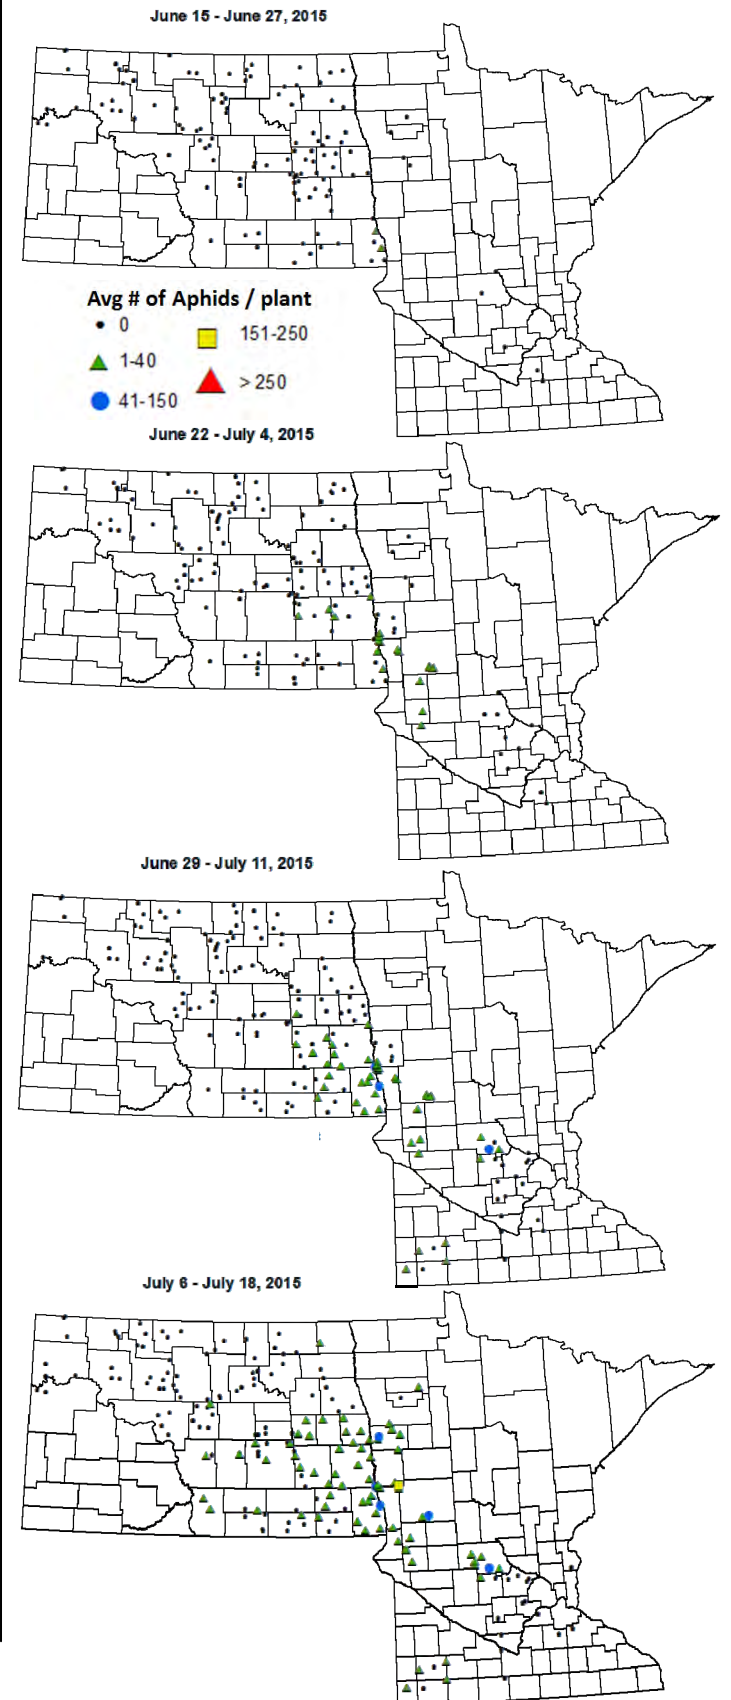 June 15 - June 27, 2015
Avg # of Aphids / plant
0
151-250
1-40
> 250
41-150
June 22 - July 4, 2015
June 29 - July 11, 2015
July 6 - July 18, 2015